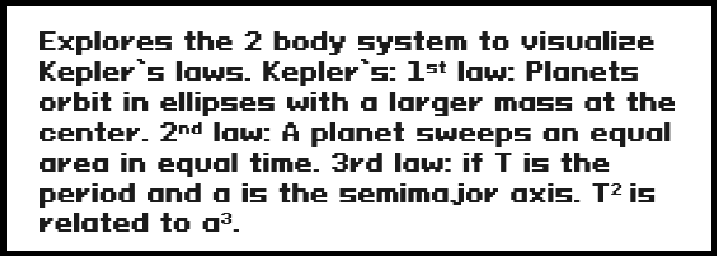 Explores the 2 body system to visualize
Kepler`s laws. Kepler`s: 1ˢᵗ law: Planets
orbit in ellipses with a larger mass at the
center. 2ⁿᵈ law: A planet sweeps an equal
area in equal time. 3rd law: if T is the
period and a is the semimajor axis. T² is
related to a³.